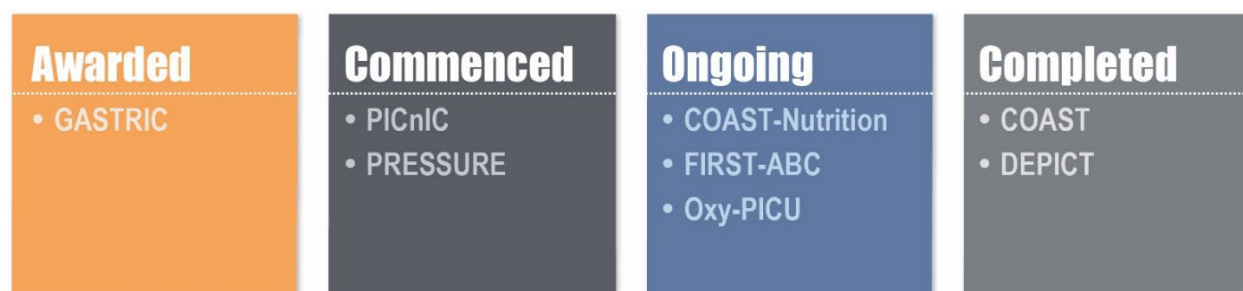 Awarded
• GASTRIC
Commenced
• PICnIC
• PRESSURE
Ongoing
• COAST-Nutrition
• FIRST-ABC
• Oxy-PICU
Completed
• COAST
• DEPICT